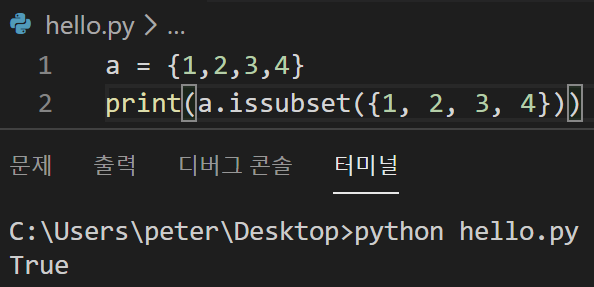 hello.py > ...
1 a = {1,2,3,4}
2 print(a.issubset({1, 2, 3, 4}))
문제 출력 디버그 콘솔 터미널
C:\Users\peter\Desktop>python hello.py
True